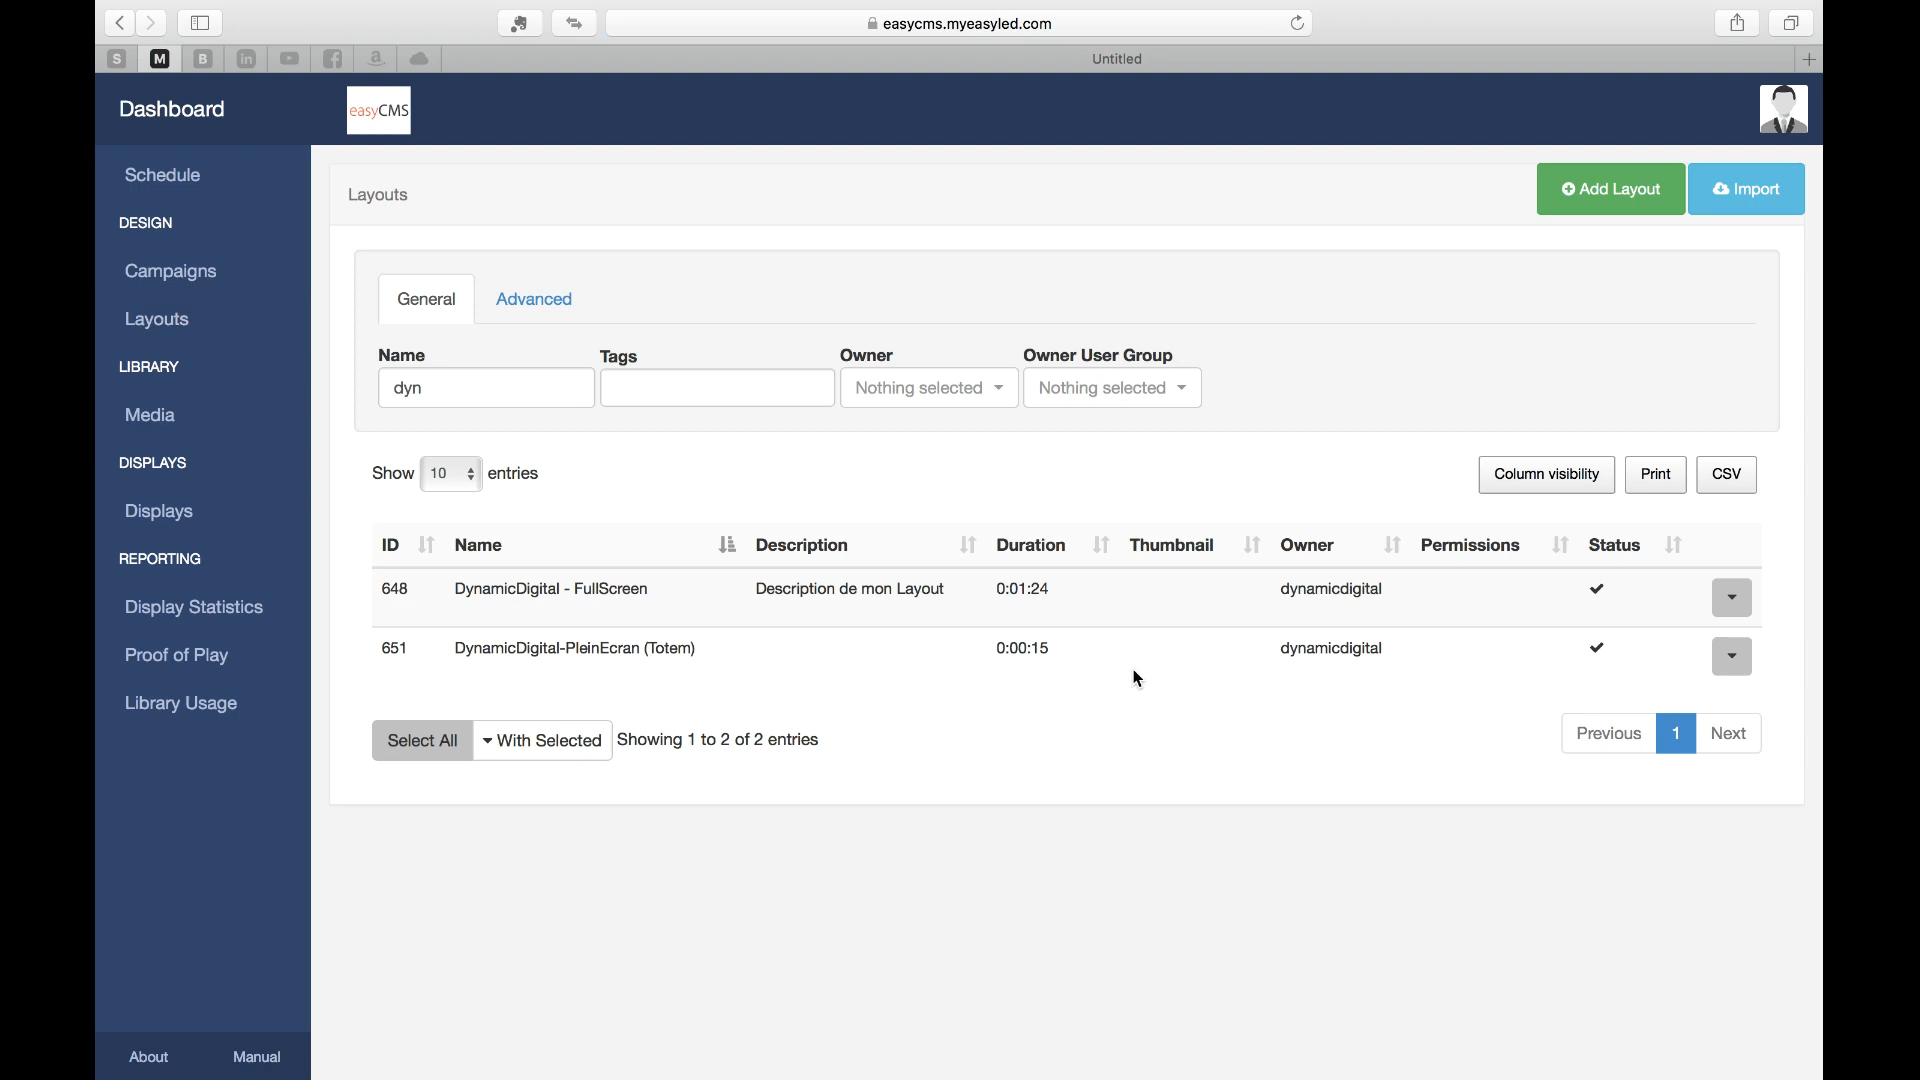 easycms.myeasyled.com
S M B in a Untitled
Dashboard
easyCMS
Schedule
DESIGN
Campaigns
Layouts
LIBRARY
Media
DISPLAYS
Displays
REPORTING
Display Statistics
Proof of Play
Library Usage
About Manual
Layouts
Add Layout Import
General Advanced
Name Tags Owner Owner User Group
dyn Nothing selected Nothing selected
Show 10 entries Column visibility Print CSV
ID Name Description Duration Thumbnail Owner Permissions Status
648 DynamicDigital - FullScreen Description de mon Layout 0:01:24 dynamicdigital
651 DynamicDigital-PleinEcran (Totem) 0:00:15 dynamicdigital
Select All With Selected Showing 1 to 2 of 2 entries Previous 1 Next